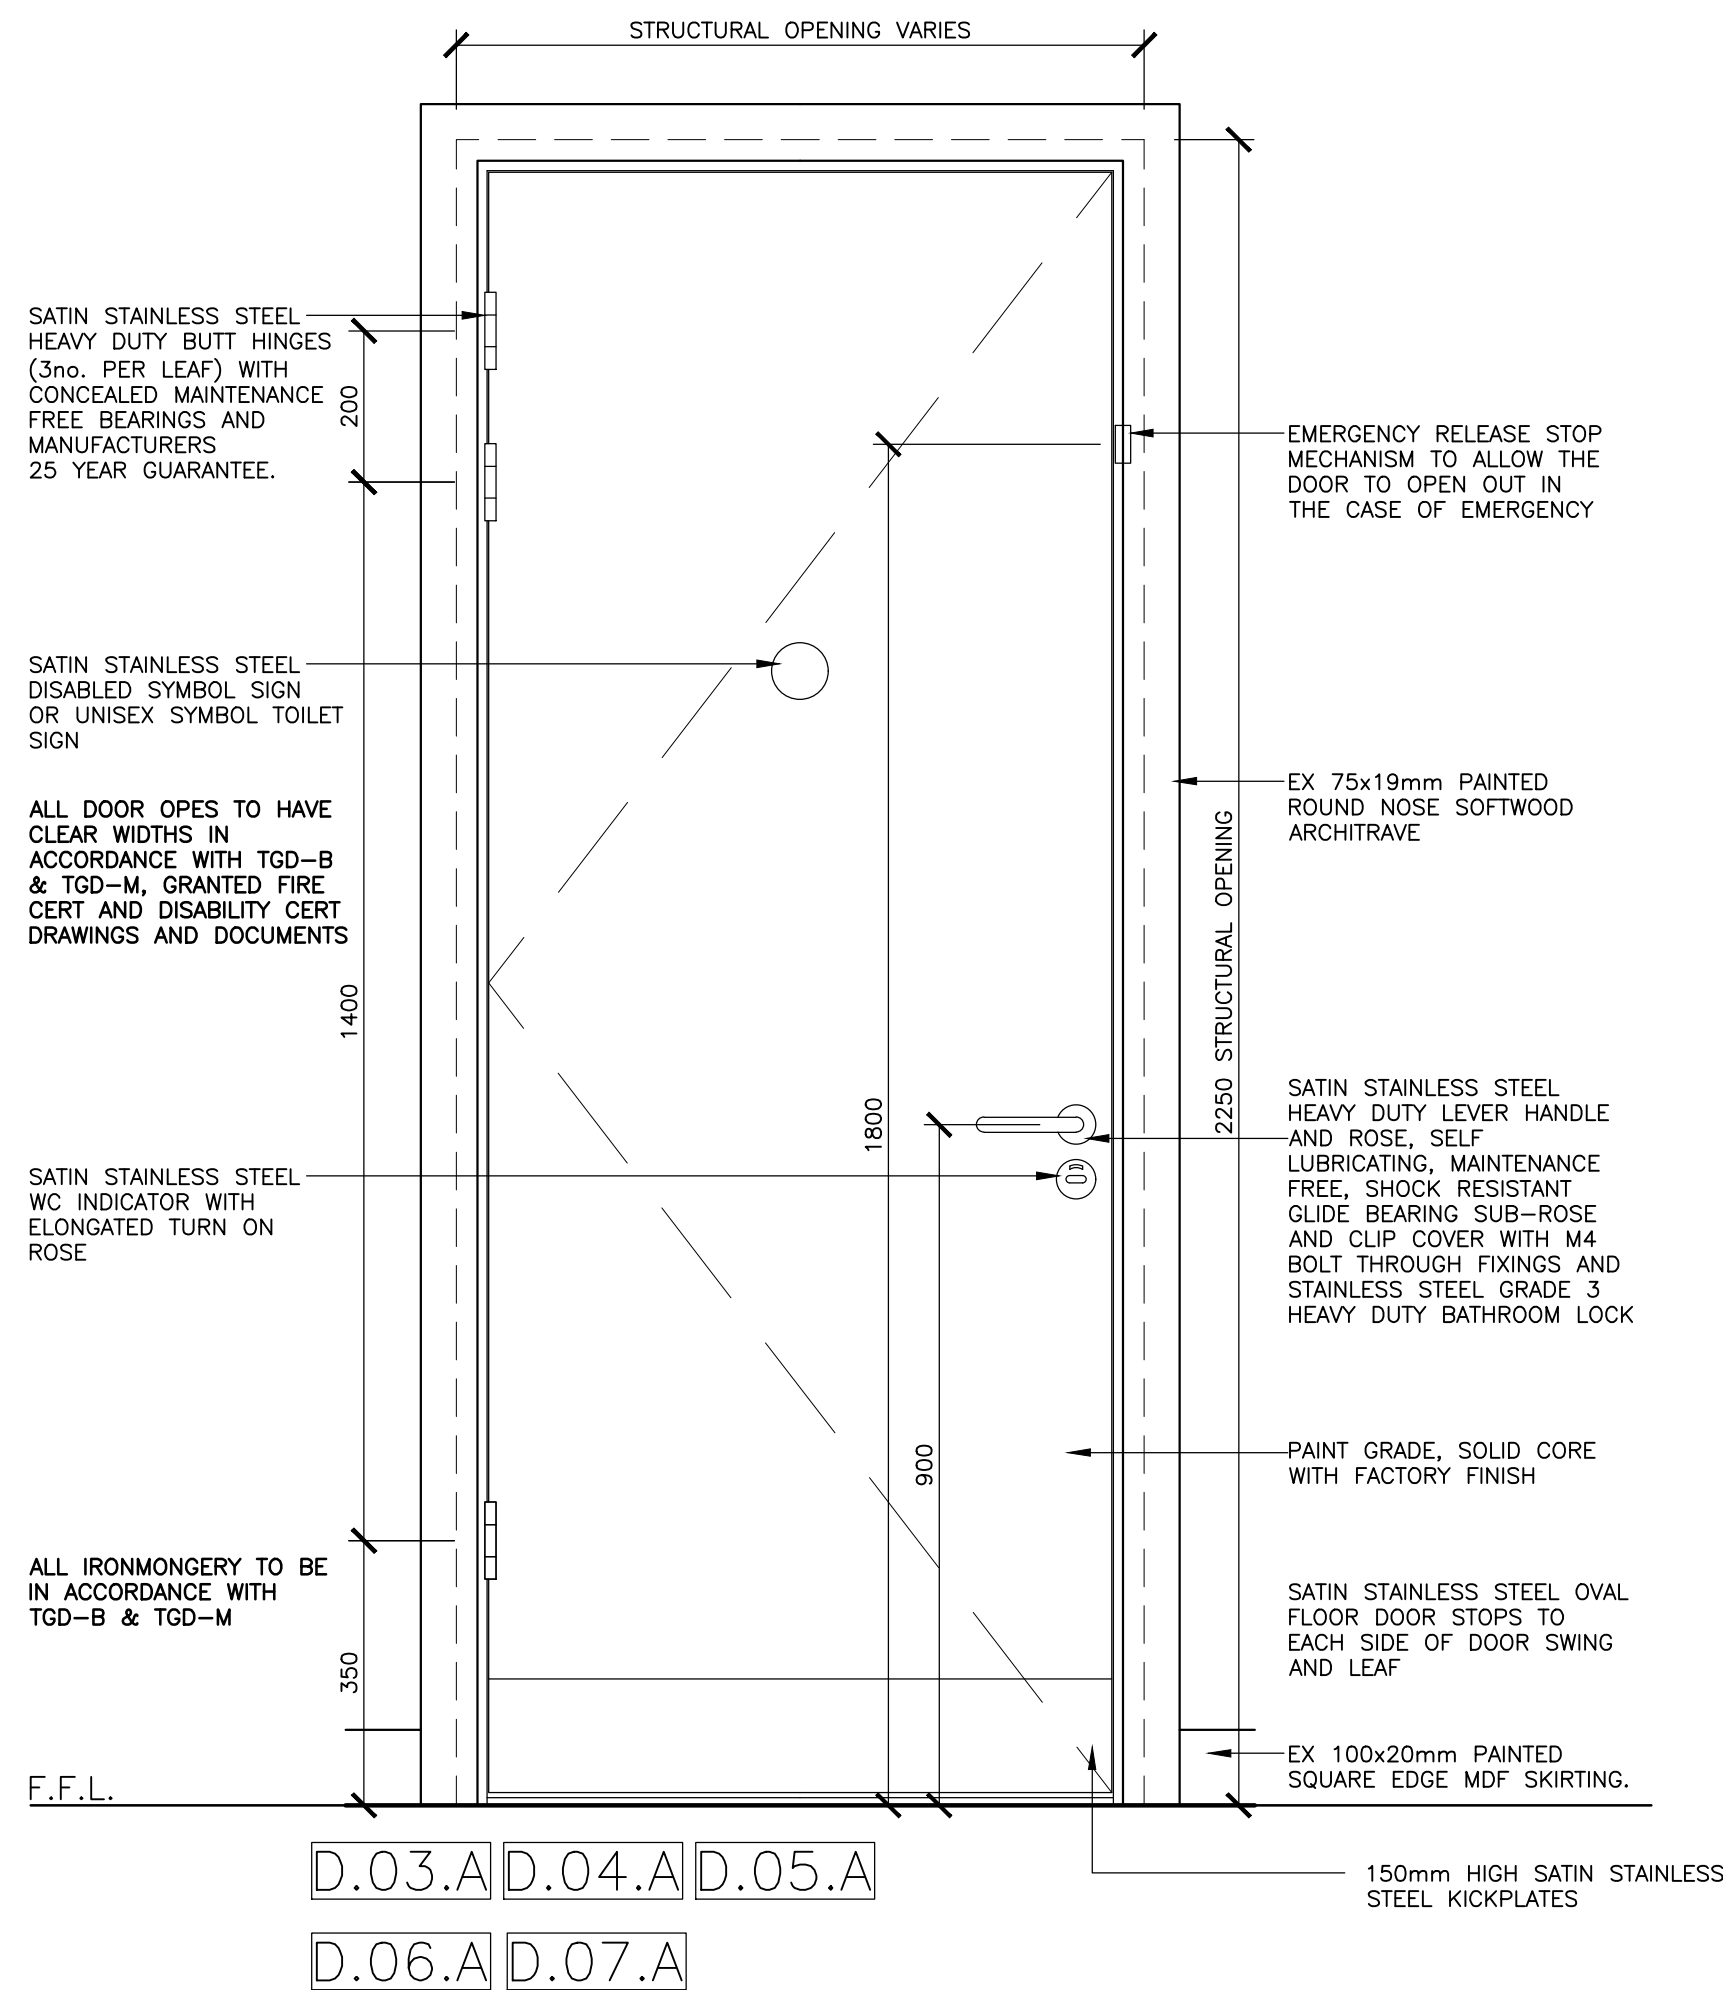 STRUCTURAL OPENING VARIES
SATIN STAINLESS STEEL
HEAVY DUTY BUTT HINGES
(3no. PER LEAF) WITH
CONCEALED MAINTENANCE
FREE BEARINGS AND
MANUFACTURERS
25 YEAR GUARANTEE.
200
EMERGENCY RELEASE STOP
MECHANISM TO ALLOW THE
DOOR TO OPEN OUT IN
THE CASE OF EMERGENCY
SATIN STAINLESS STEEL
DISABLED SYMBOL SIGN
OR UNISEX SYMBOL TOILET
SIGN
EX 75x19mm PAINTED
ROUND NOSE SOFTWOOD
ARCHITRAVE
ALL DOOR OPES TO HAVE
CLEAR WIDTHS IN
ACCORDANCE WITH TGD-B
& TGD-M, GRANTED FIRE
CERT AND DISABILITY CERT
DRAWINGS AND DOCUMENTS
2250 STRUCTURAL OPENING
1400
1800
SATIN STAINLESS STEEL
HEAVY DUTY LEVER HANDLE
AND ROSE, SELF
LUBRICATING, MAINTENANCE
FREE, SHOCK RESISTANT
GLIDE BEARING SUB-ROSE
AND CLIP COVER WITH M4
BOLT THROUGH FIXINGS AND
STAINLESS STEEL GRADE 3
HEAVY DUTY BATHROOM LOCK
SATIN STAINLESS STEEL
WC INDICATOR WITH
ELONGATED TURN ON
ROSE
900
PAINT GRADE, SOLID CORE
WITH FACTORY FINISH
ALL IRONMONGERY TO BE
IN ACCORDANCE WITH
TGD-B & TGD-M
SATIN STAINLESS STEEL OVAL
FLOOR DOOR STOPS TO
EACH SIDE OF DOOR SWING
AND LEAF
350
EX 100x20mm PAINTED
SQUARE EDGE MDF SKIRTING.
F.F.L.
D.03.A D.04.A D.05.A
150mm HIGH SATIN STAINLESS
STEEL KICKPLATES
D.06.A D.07.A